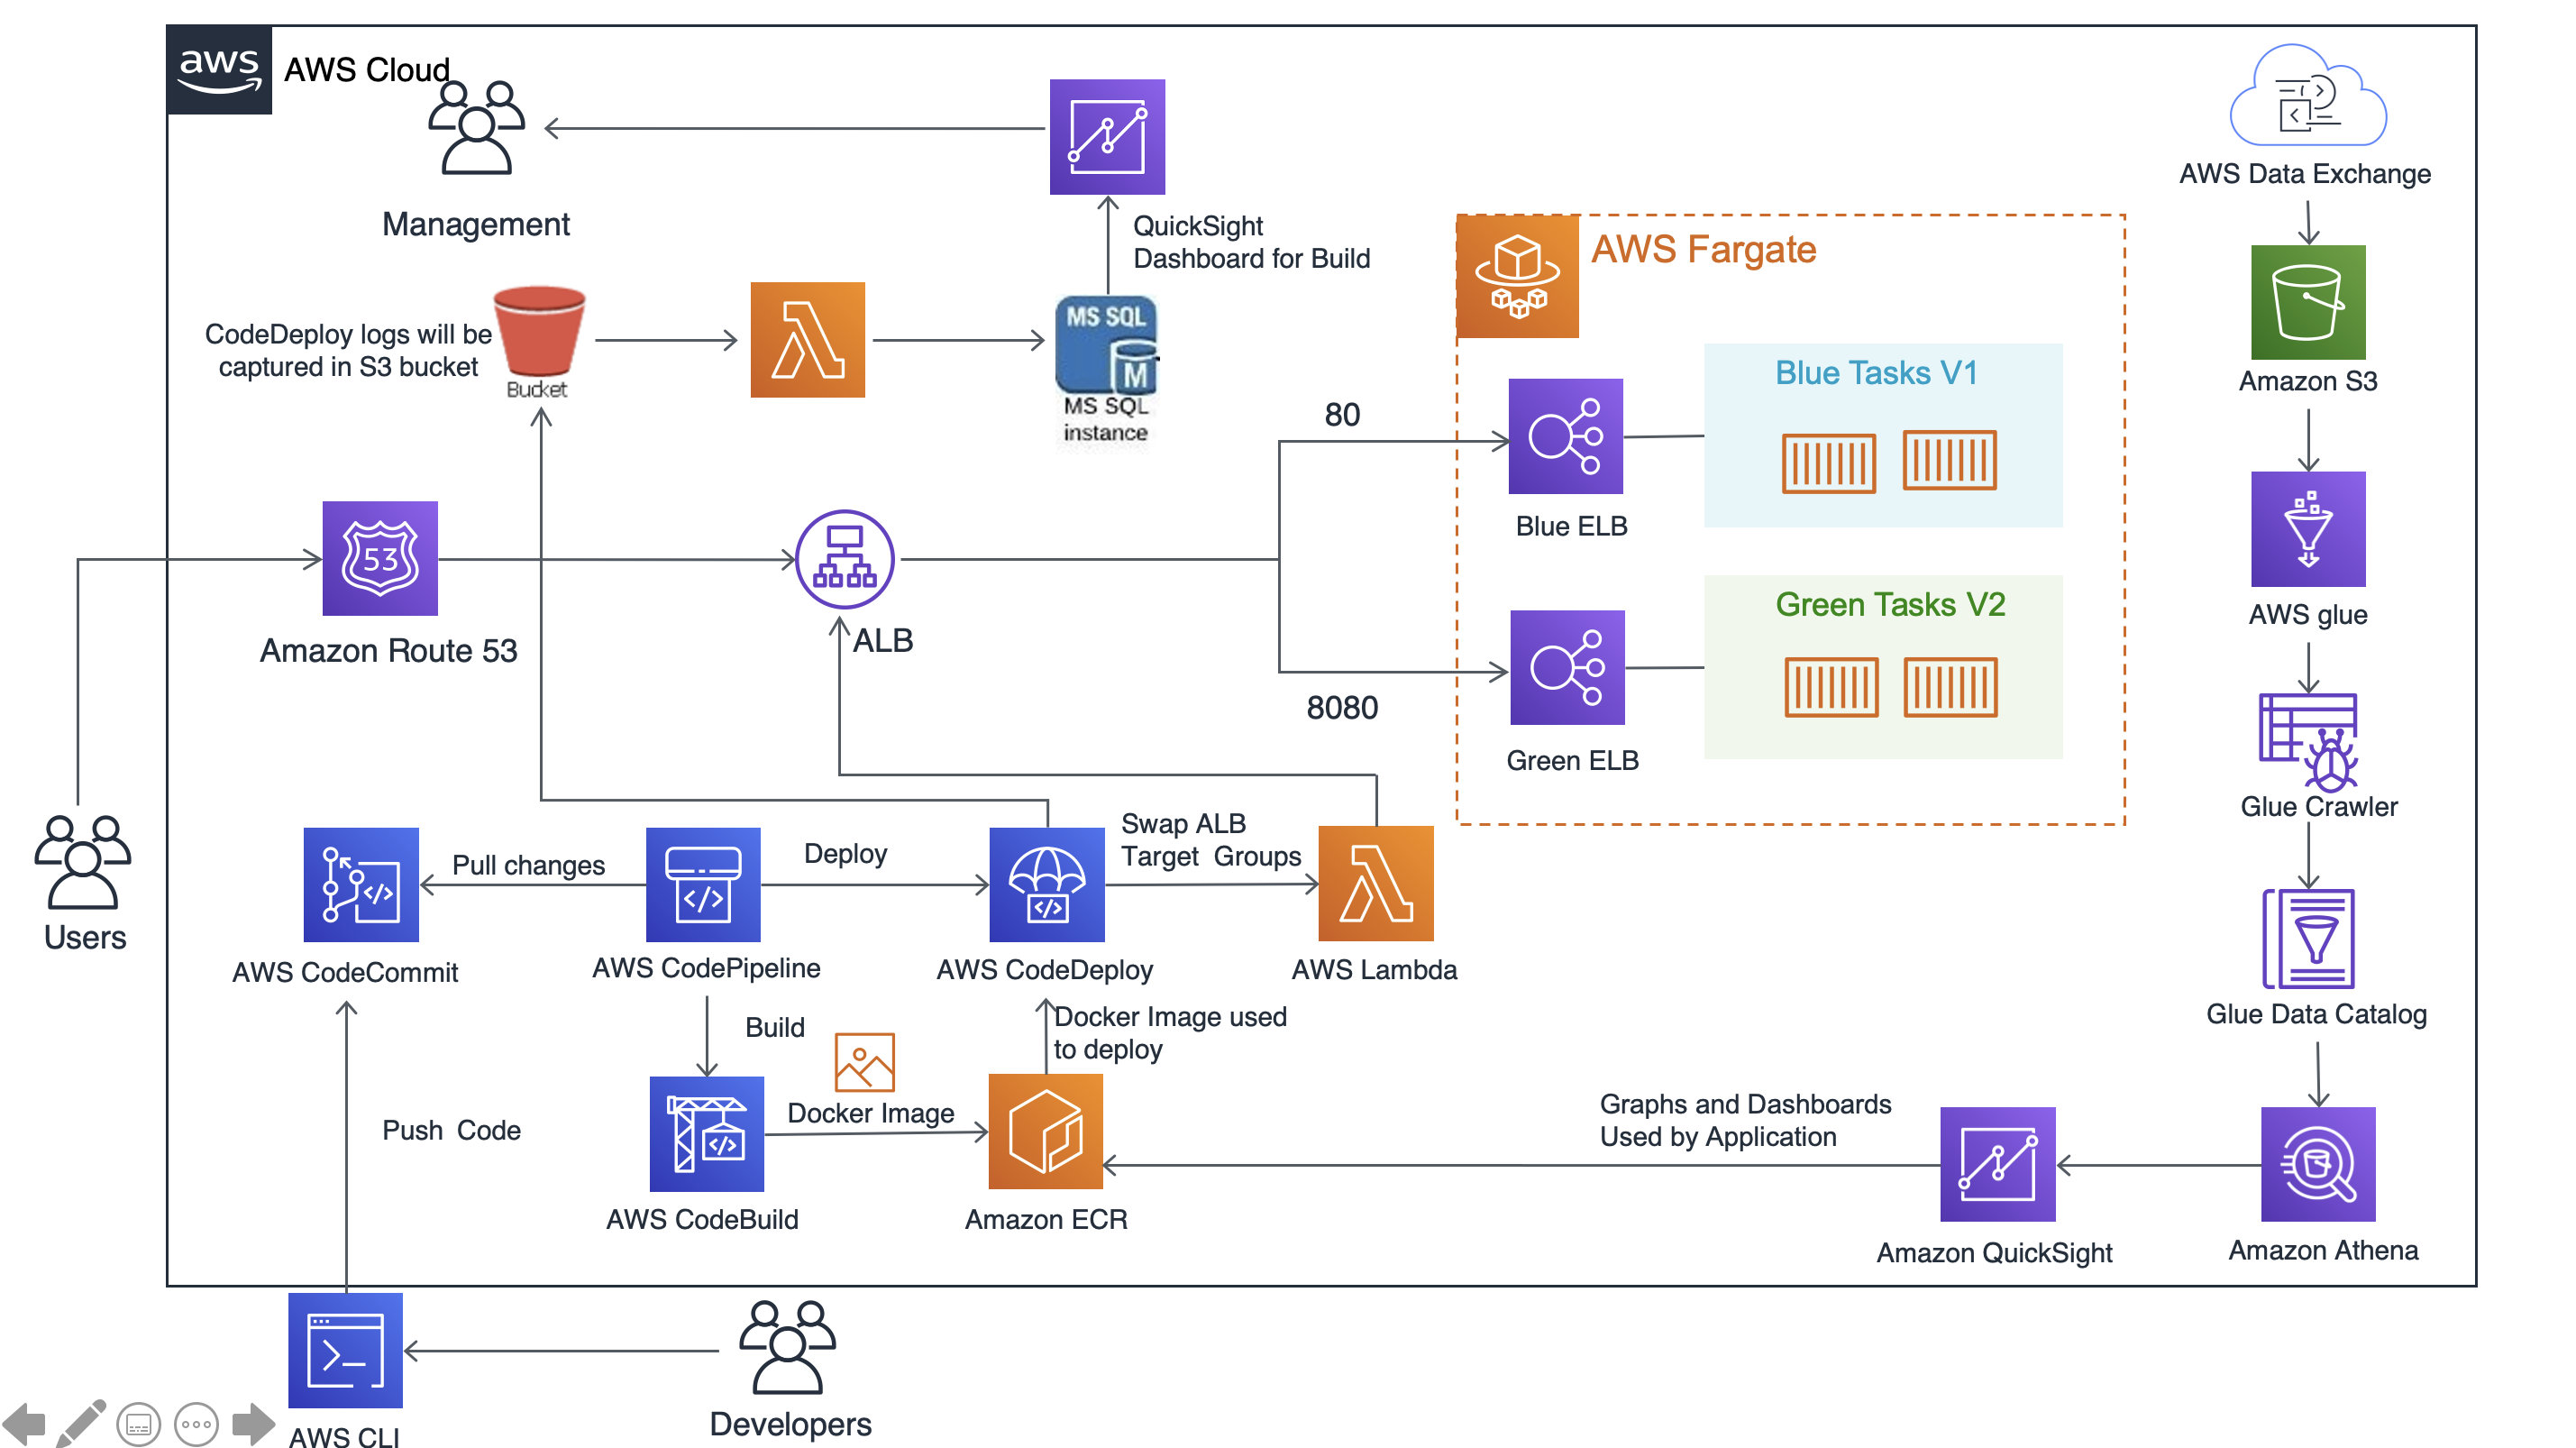 aws
AWS Cloud
Management
QuickSight
Dashboard for Build
AWS Data Exchange
AWS Fargate
CodeDeploy logs will be
captured in S3 bucket
Bucket
MS SQL
M
MS SQL
instance
Amazon S3
80
Blue Tasks V1
Blue ELB
53
Amazon Route 53
ALB
8080
Green Tasks V2
Green ELB
AWS glue
Glue Crawler
Users
Pull changes
Deploy
Swap ALB
Target Groups
AWS CodeCommit
AWS CodePipeline
AWS CodeDeploy
AWS Lambda
Glue Data Catalog
Build
Docker Image used
to deploy
Push Code
Docker Image
Graphs and Dashboards
Used by Application
AWS CodeBuild
Amazon ECR
Amazon QuickSight
Amazon Athena
AWS CLI
Developers